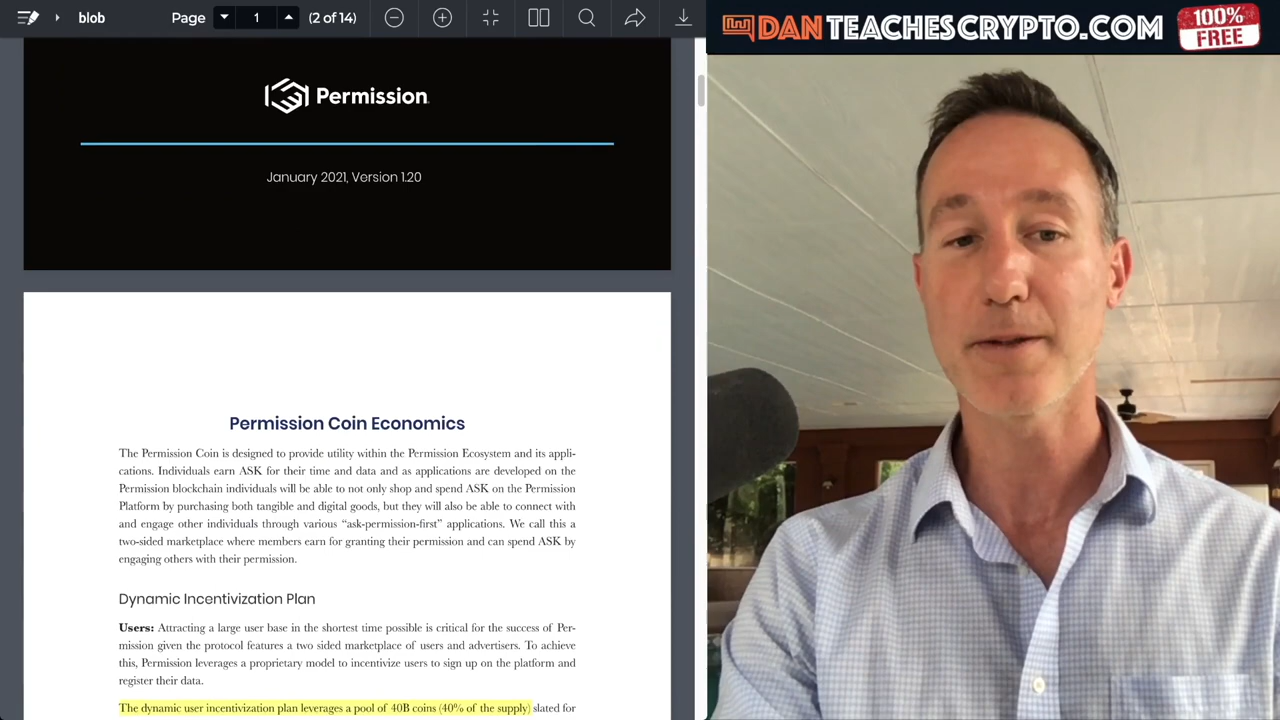 blob
Page 1 (2 of 14)
DANTEACHESCRYPTO.COM
100%
FREE
Permission
January 2021, Version 1.20
Permission Coin Economics
The Permission Coin is designed to provide utility within the Permission Ecosystem and its appli-
cations. Individuals earn ASK for their time and data and as applications are developed on the
Permission blockchain individuals will be able to not only shop and spend ASK on the Permission
Platform by purchasing both tangible and digital goods, but they will also be able to connect with
and engage other individuals through various “ask-permission-first” applications. We call this a
two-sided marketplace where members earn for granting their permission and can spend ASK by
engaging others with their permission.
Dynamic Incentivization Plan
Users: Attracting a large user base in the shortest time possible is critical for the success of Per-
mission given the protocol features a two sided marketplace of users and advertisers. To achieve
this, Permission leverages a proprietary model to incentivize users to sign up on the platform and
register their data.
The dynamic user incentivization plan leverages a pool of 40B coins (40% of the supply) slated for